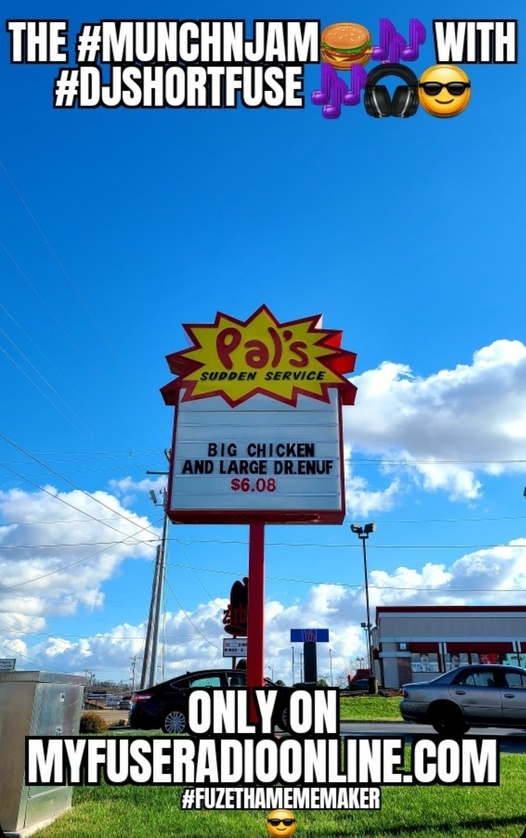 THE #MUNCHNJAM🍔🎶 WITH
#DJSHORTFUSE 🎶🎧😎
Pal's
SUDDEN SERVICE
BIG CHICKEN
AND LARGE DR.ENUF
$6.08
ONLY ON
MYFUSERADIOONLINE.COM
#FUZETHAMEMEMAKER
😎